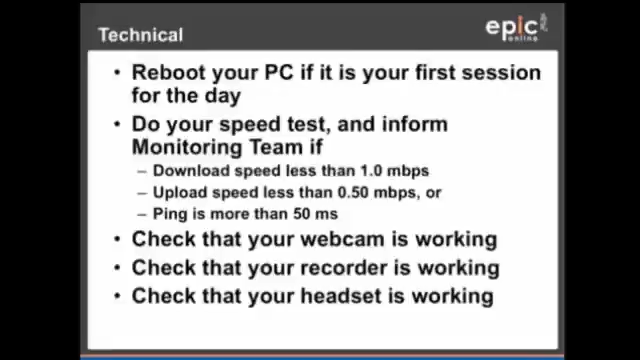 Technical
epic
online
• Reboot your PC if it is your first session
for the day
• Do your speed test, and inform
Monitoring Team if
– Download speed less than 1.0 mbps
– Upload speed less than 0.50 mbps, or
– Ping is more than 50 ms
• Check that your webcam is working
• Check that your recorder is working
• Check that your headset is working